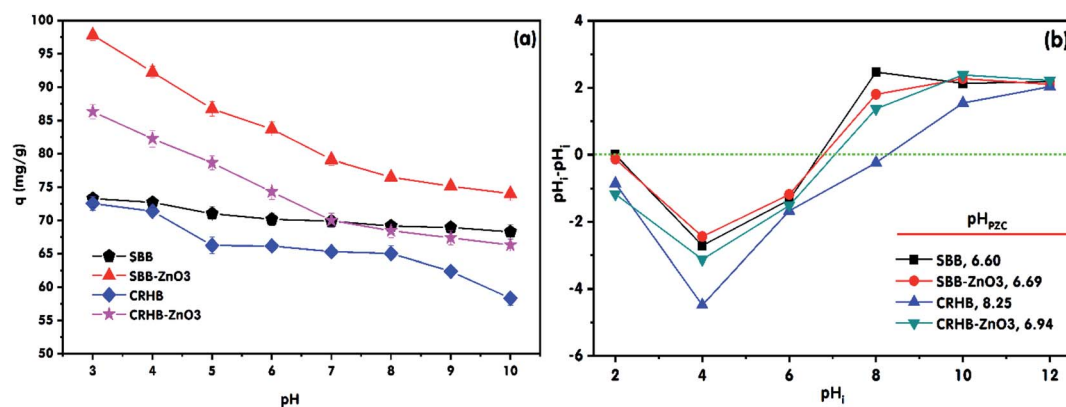 (a)
q (mg/g)
100
95
90
85
80
75
70
65
60
55
50
SBB
SBB-ZnO3
CRHB
CRHB-ZnO3
3 4 5 6 7 8 9 10
pH
(b)
pHi-pHi
4
2
0
-2
-4
-6
pHPZC
SBB, 6.60
SBB-ZnO3, 6.69
CRHB, 8.25
CRHB-ZnO3, 6.94
2 4 6 8 10 12
pHi